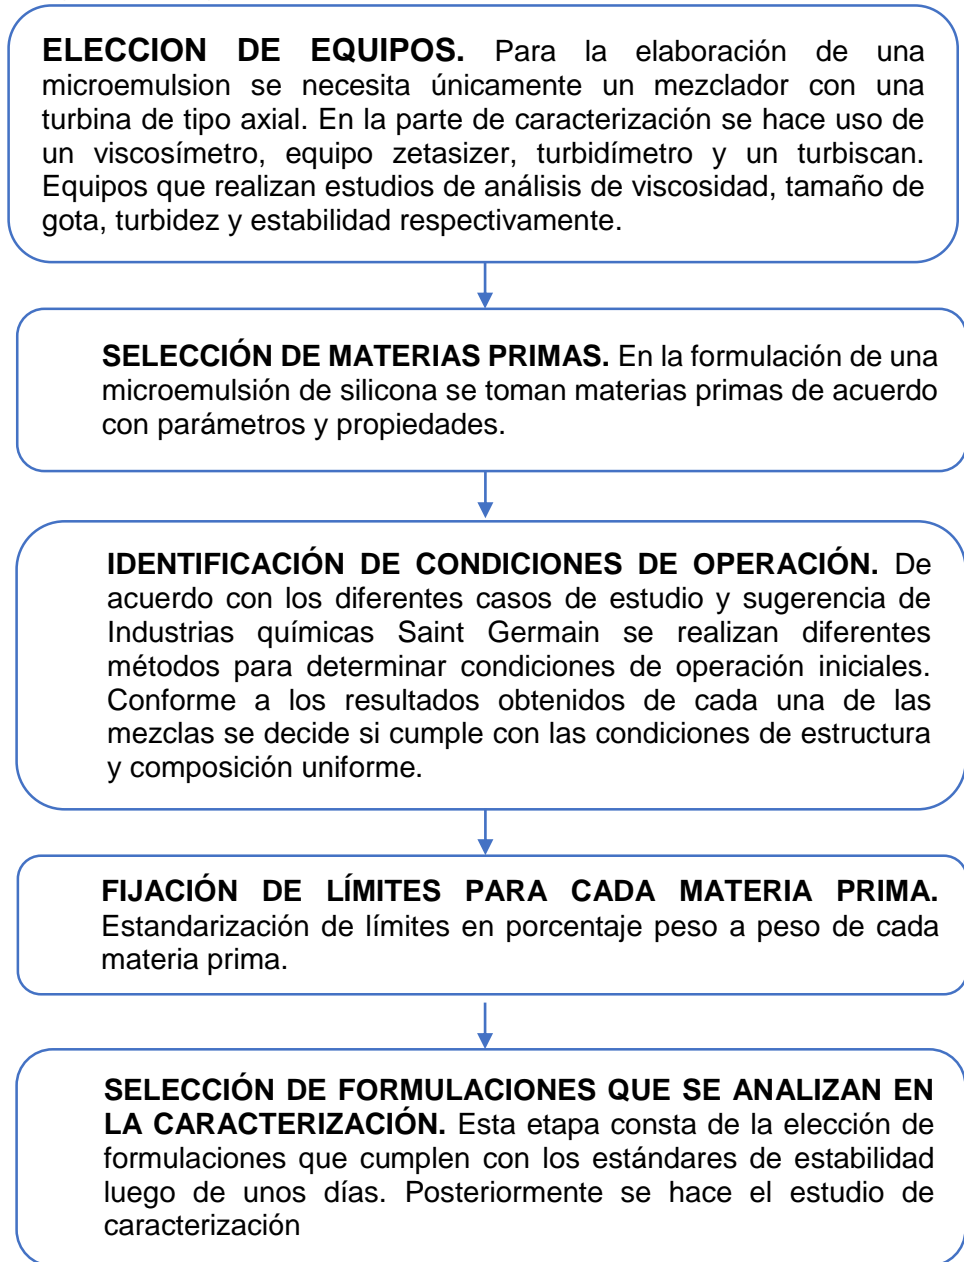 ELECCION DE EQUIPOS. Para la elaboración de una
microemulsion se necesita únicamente un mezclador con una
turbina de tipo axial. En la parte de caracterización se hace uso de
un viscosímetro, equipo zetasizer, turbidímetro y un turbiscan.
Equipos que realizan estudios de análisis de viscosidad, tamaño de
gota, turbidez y estabilidad respectivamente.
SELECCIÓN DE MATERIAS PRIMAS. En la formulación de una
microemulsión de silicona se toman materias primas de acuerdo
con parámetros y propiedades.
IDENTIFICACIÓN DE CONDICIONES DE OPERACIÓN. De
acuerdo con los diferentes casos de estudio y sugerencia de
Industrias químicas Saint Germain se realizan diferentes
métodos para determinar condiciones de operación iniciales.
Conforme a los resultados obtenidos de cada una de las
mezclas se decide si cumple con las condiciones de estructura
y composición uniforme.
FIJACIÓN DE LÍMITES PARA CADA MATERIA PRIMA.
Estandarización de límites en porcentaje peso a peso de cada
materia prima.
SELECCIÓN DE FORMULACIONES QUE SE ANALIZAN EN
LA CARACTERIZACIÓN. Esta etapa consta de la elección de
formulaciones que cumplen con los estándares de estabilidad
luego de unos días. Posteriormente se hace el estudio de
caracterización